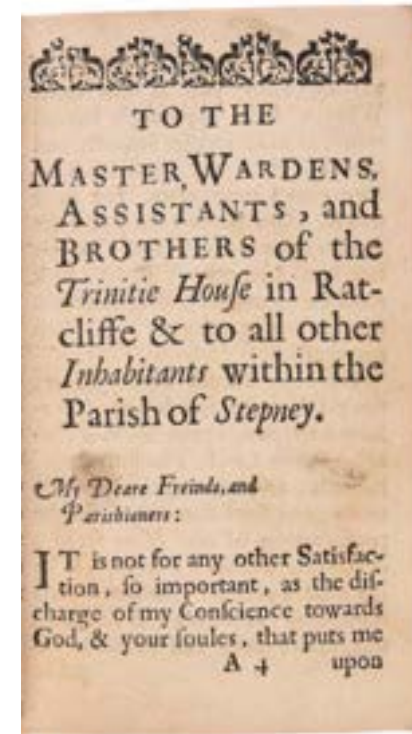 TO THE
MASTER, WARDENS,
ASSISTANTS, and
BROTHERS of the
Trinitie Houſe in Rat-
cliffe & to all other
Inhabitants within the
Pariſh of Stepney.
My Deare Freinds, and
Pariſhioners:
IT is not for any other Satisfac-
tion, ſo important, as the diſ-
charge of my Conſcience towards
God, & your ſoules, that puts me
A 4 upon